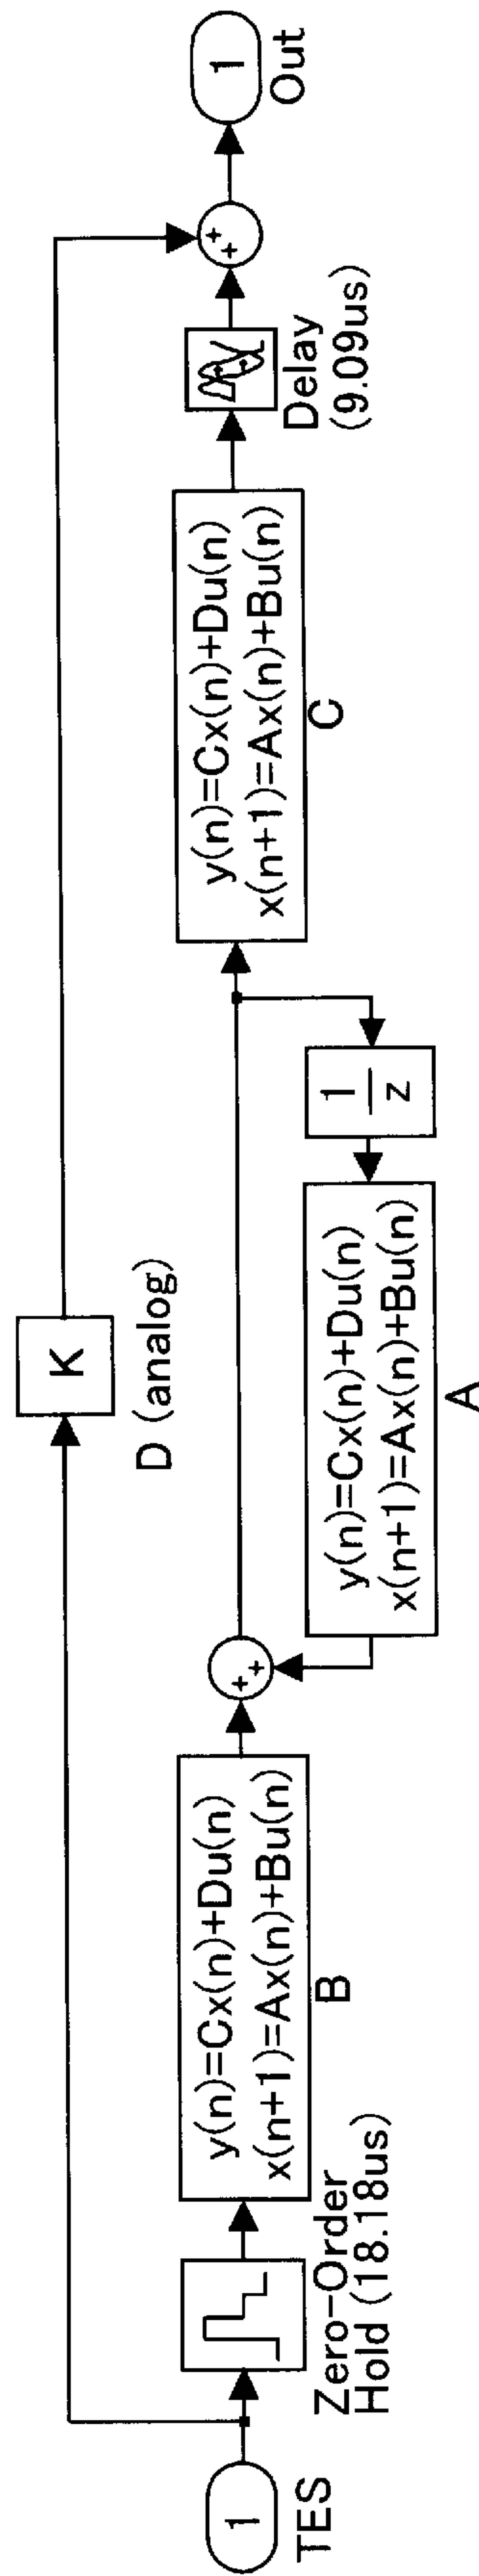 K
D (analog)
1
TES
Zero-Order
Hold (18.18us)
y(n)=Cx(n)+Du(n)
x(n+1)=Ax(n)+Bu(n)
B
+
+
y(n)=Cx(n)+Du(n)
x(n+1)=Ax(n)+Bu(n)
A
1
z
y(n)=Cx(n)+Du(n)
x(n+1)=Ax(n)+Bu(n)
C
Delay
(9.09us)
+
+
1
Out